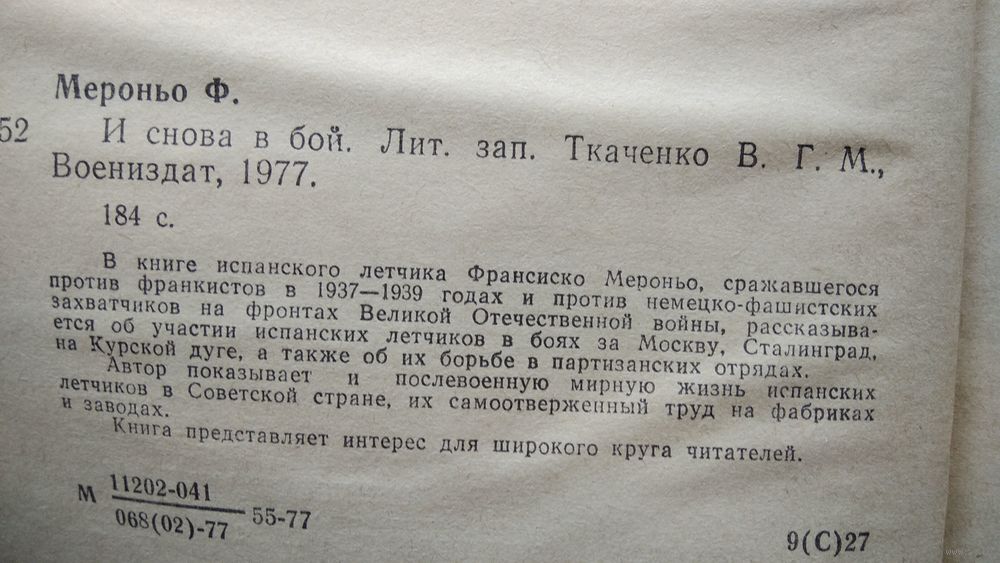 Мероньо Ф.
52 И снова в бой. Лит. зап. Ткаченко В. Г. М.,
Воениздат, 1977.
184 с.
В книге испанского летчика Франсиско Мероньо, сражавшегося
против франкистов в 1937—1939 годах и против немецко-фашистских
захватчиков на фронтах Великой Отечественной войны, рассказыва-
ется об участии испанских летчиков в боях за Москву, Сталинград,
на Курской дуге, а также об их борьбе в партизанских отрядах.
Автор показывает и послевоенную мирную жизнь испанских
летчиков в Советской стране, их самоотверженный труд на фабриках
и заводах.
Книга представляет интерес для широкого круга читателей.
М 11202-041
068(02)-77 55-77
9(С)27